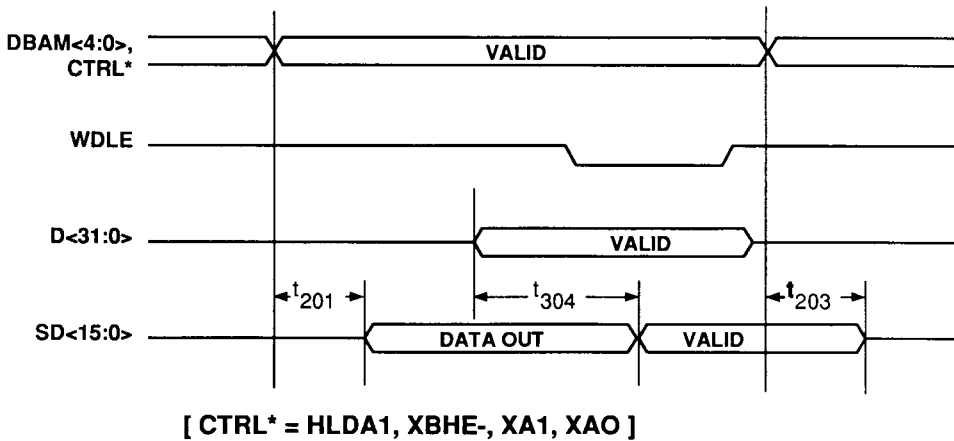 DBAM<4:0>,
CTRL*
VALID
WDLE
D<31:0>
VALID
t201
t304
t203
SD<15:0>
DATA OUT
VALID
[ CTRL* = HLDA1, XBHE-, XA1, XAO ]